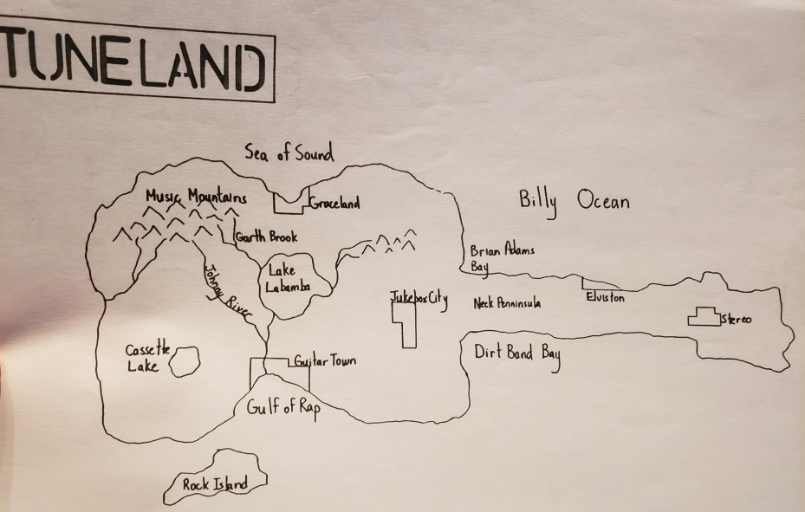 TUNELAND
Sea of Sound
Music Mountains
Graceland
Billy Ocean
Garth Brook
Brian Adams
Bay
Lake
Labamba
Johnny River
Jukebox City
Neck Penninsula
Elviston
Stereo
Cassette
Lake
Guitar Town
Dirt Band Bay
Gulf of Rap
Rock Island